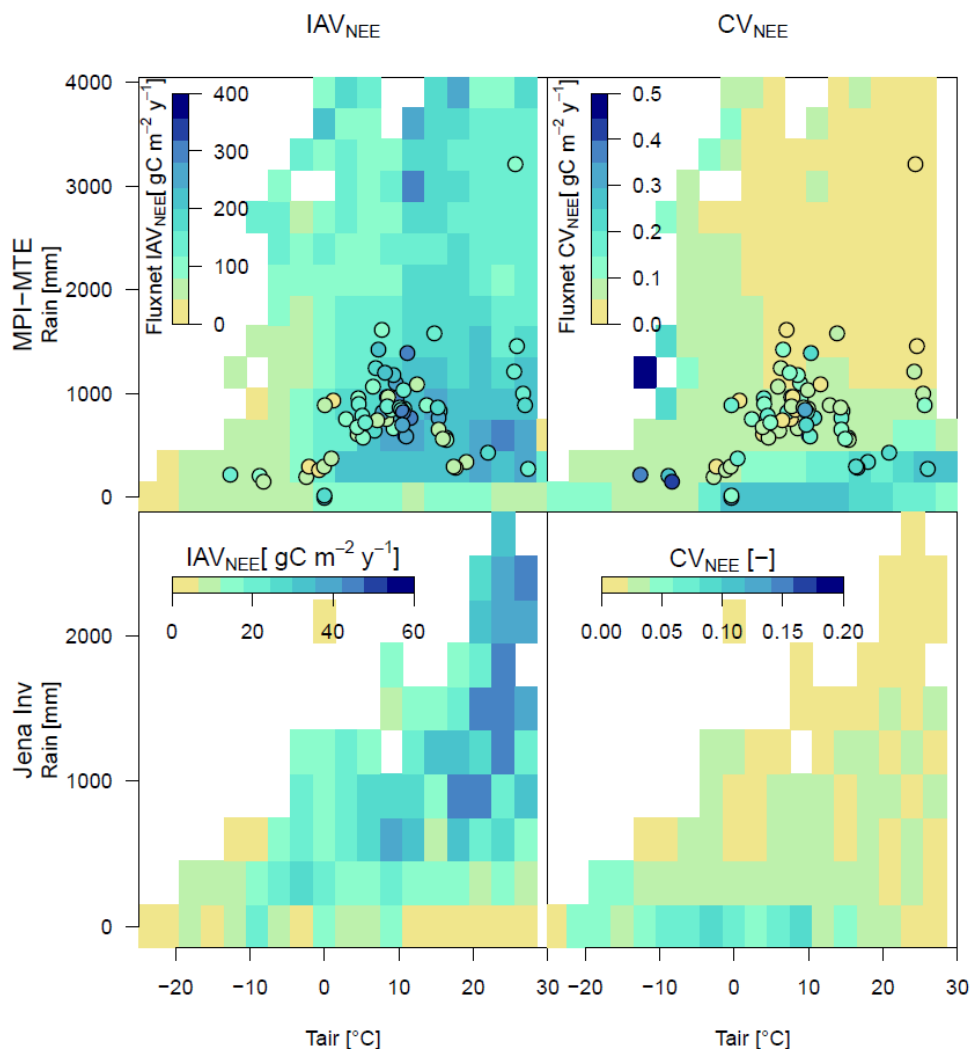 IAV_NEE CV_NEE
MPI−MTE
Rain [mm]
4000
3000
2000
1000
0
Fluxnet IAV_NEE[ gC m⁻² y⁻¹]
400
300
200
100
0
Fluxnet CV_NEE[ gC m⁻² y⁻¹]
0.5
0.4
0.3
0.2
0.1
0.0
Jena Inv
Rain [mm]
2000
1000
0
IAV_NEE[ gC m⁻² y⁻¹]
0 20 40 60
CV_NEE [−]
0.00 0.05 0.10 0.15 0.20
−20 −10 0 10 20 30 −20 −10 0 10 20 30
Tair [°C] Tair [°C]